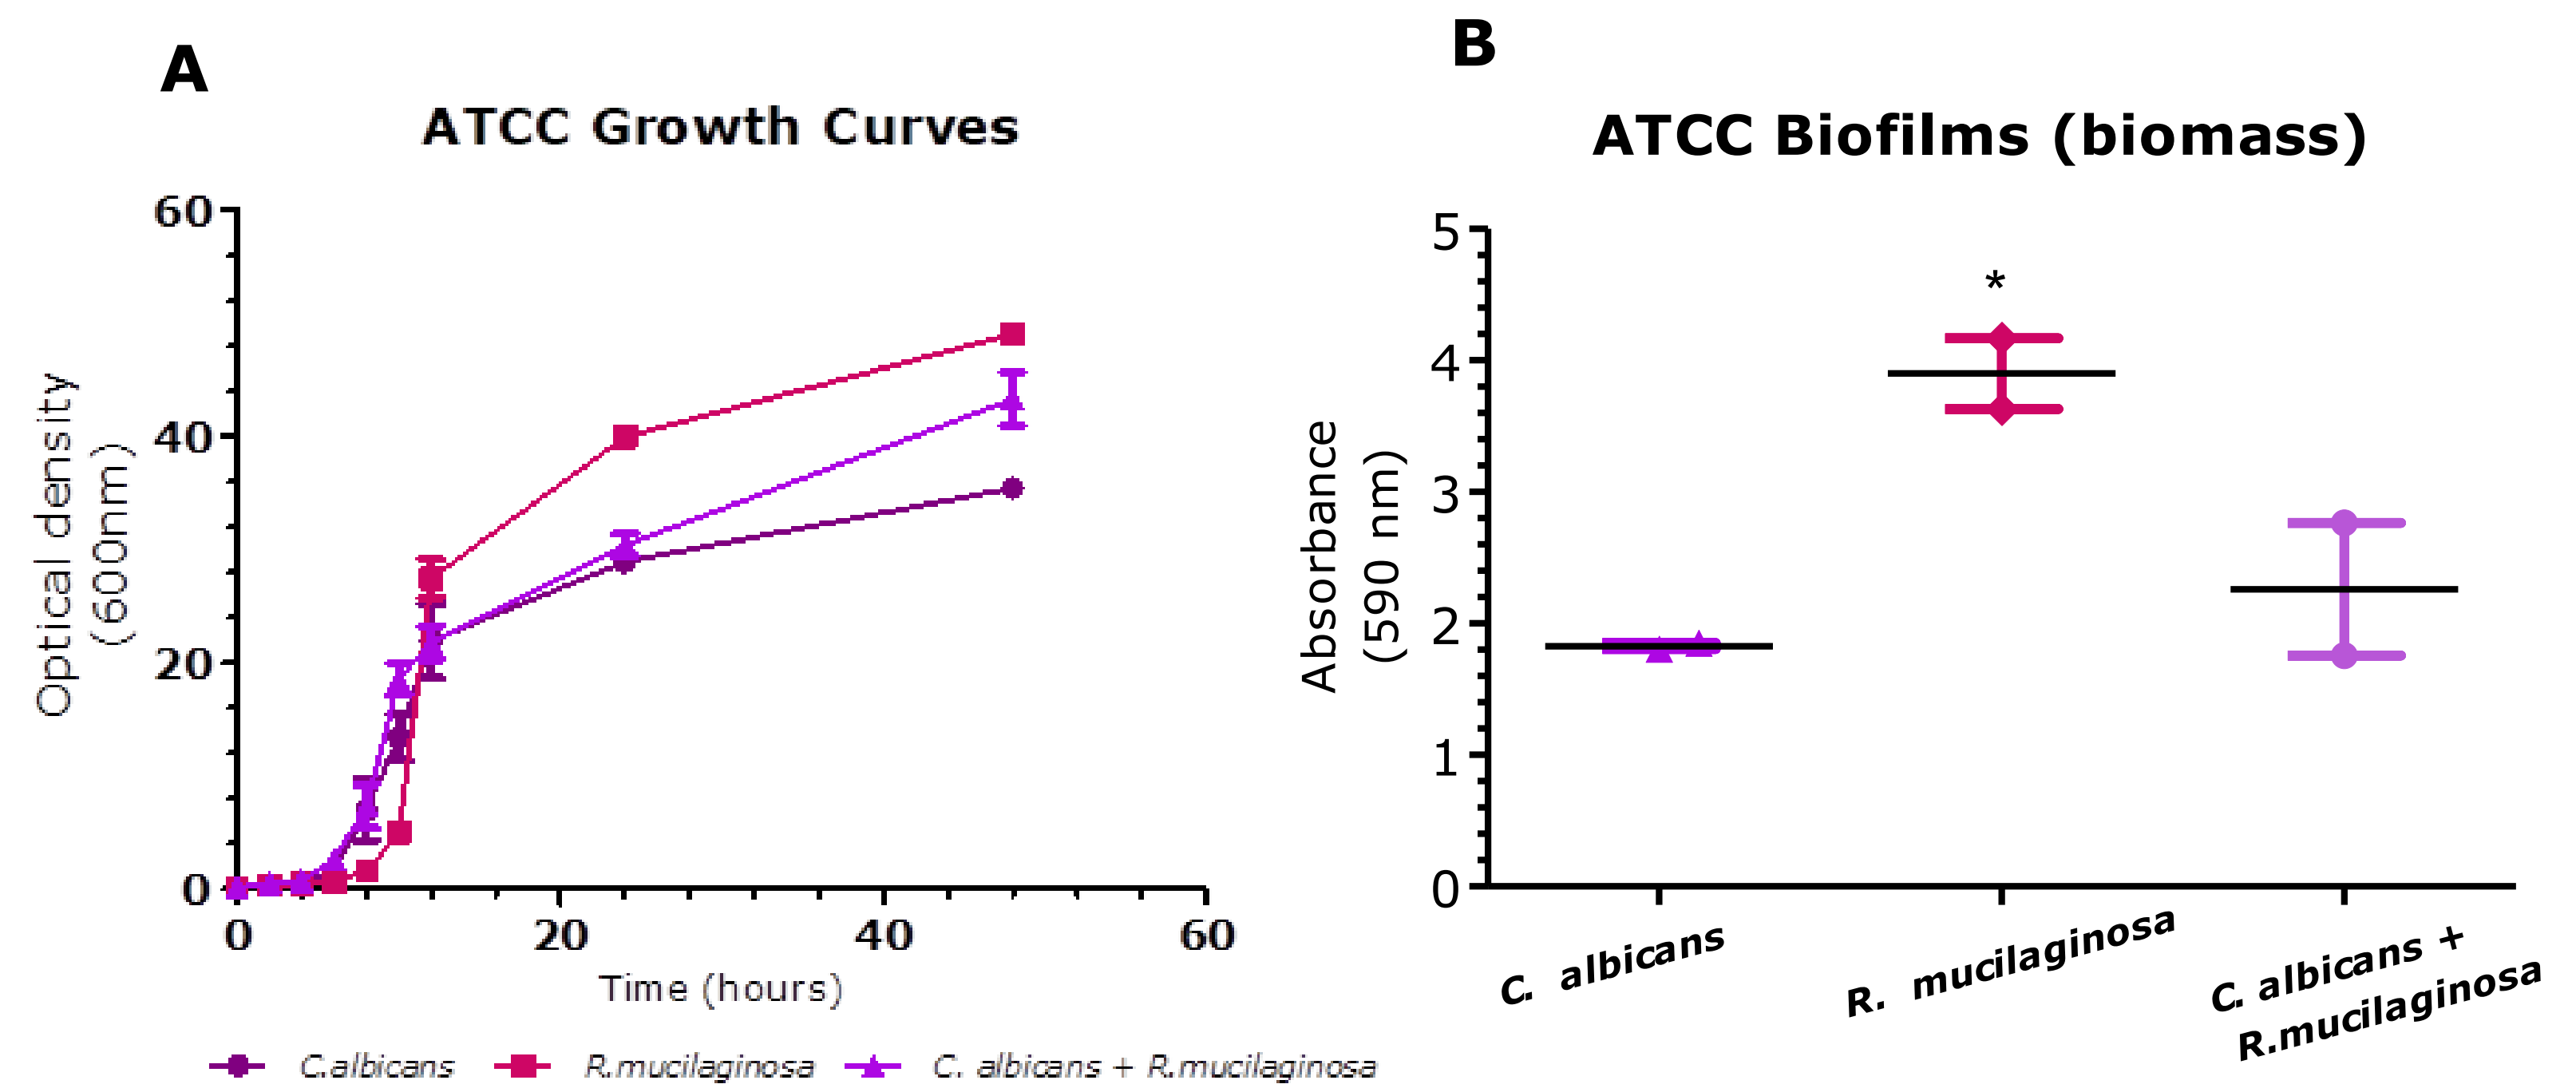 A
ATCC Growth Curves
60
40
20
0
Optical density
(600nm)
0 20 40 60
Time (hours)
C.albicans R.mucilaginosa C. albicans + R.mucilaginosa
B
ATCC Biofilms (biomass)
5
4
3
2
1
0
Absorbance
(590 nm)
*
C. albicans
R. mucilaginosa
C. albicans +
R.mucilaginosa